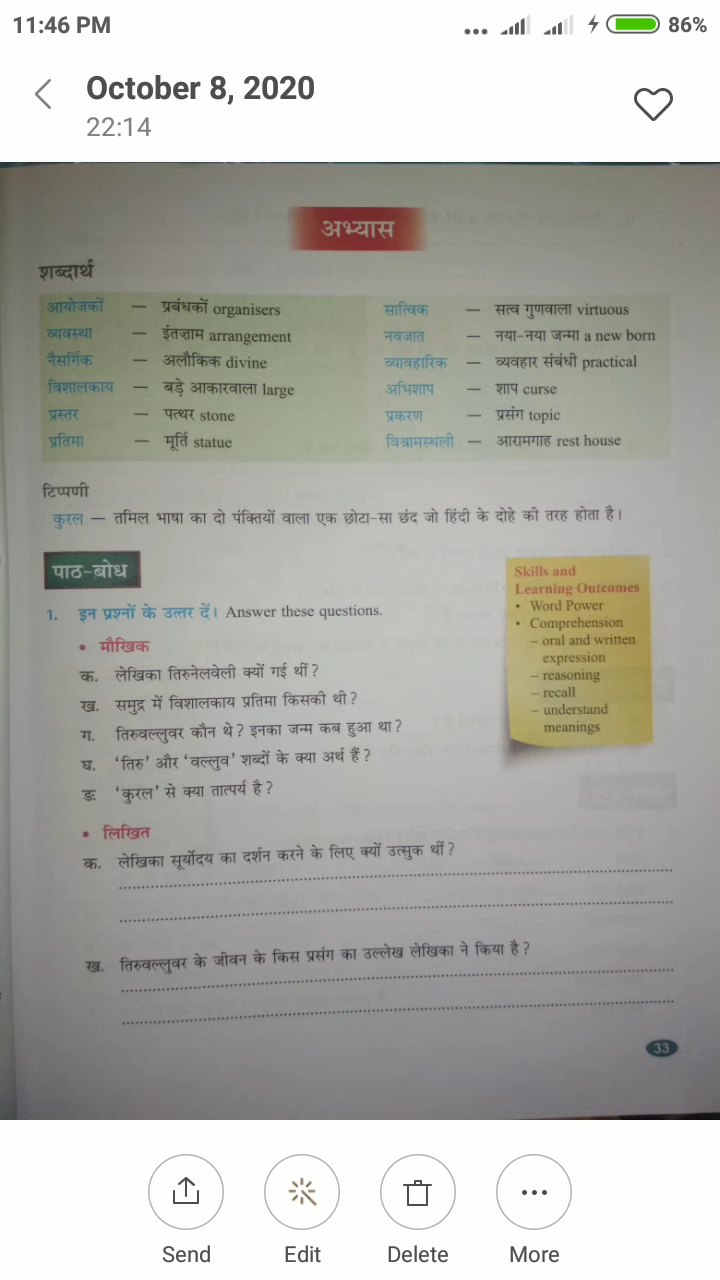 11:46 PM
86%
October 8, 2020
22:14
अभ्यास
शब्दार्थ
आयोजकों — प्रबंधकों organisers
सात्विक — सत्व गुणवाला virtuous
व्यवस्था — इंतज़ाम arrangement
नवजात — नया-नया जन्मा a new born
नैसर्गिक — अलौकिक divine
व्यावहारिक — व्यवहार संबंधी practical
विशालकाय — बड़े आकारवाला large
अभिशाप — शाप curse
प्रस्तर — पत्थर stone
प्रकरण — प्रसंग topic
प्रतिमा — मूर्ति statue
विश्रामस्थली — आरामगाह rest house
टिप्पणी
कुरल — तमिल भाषा का दो पंक्तियों वाला एक छोटा-सा छंद जो हिंदी के दोहे की तरह होता है।
पाठ-बोध
1. इन प्रश्नों के उत्तर दें। Answer these questions.
• मौखिक
क. लेखिका तिरुनेलवेली क्यों गई थीं?
ख. समुद्र में विशालकाय प्रतिमा किसकी थी?
ग. तिरुवल्लुवर कौन थे? इनका जन्म कब हुआ था?
घ. 'तिरु' और 'वल्लुव' शब्दों के क्या अर्थ हैं?
ङ. 'कुरल' से क्या तात्पर्य है?
Skills and
Learning Outcomes
• Word Power
• Comprehension
– oral and written
expression
– reasoning
– recall
– understand
meanings
• लिखित
क. लेखिका सूर्योदय का दर्शन करने के लिए क्यों उत्सुक थीं?
ख. तिरुवल्लुवर के जीवन के किस प्रसंग का उल्लेख लेखिका ने किया है?
33
Send
Edit
Delete
More